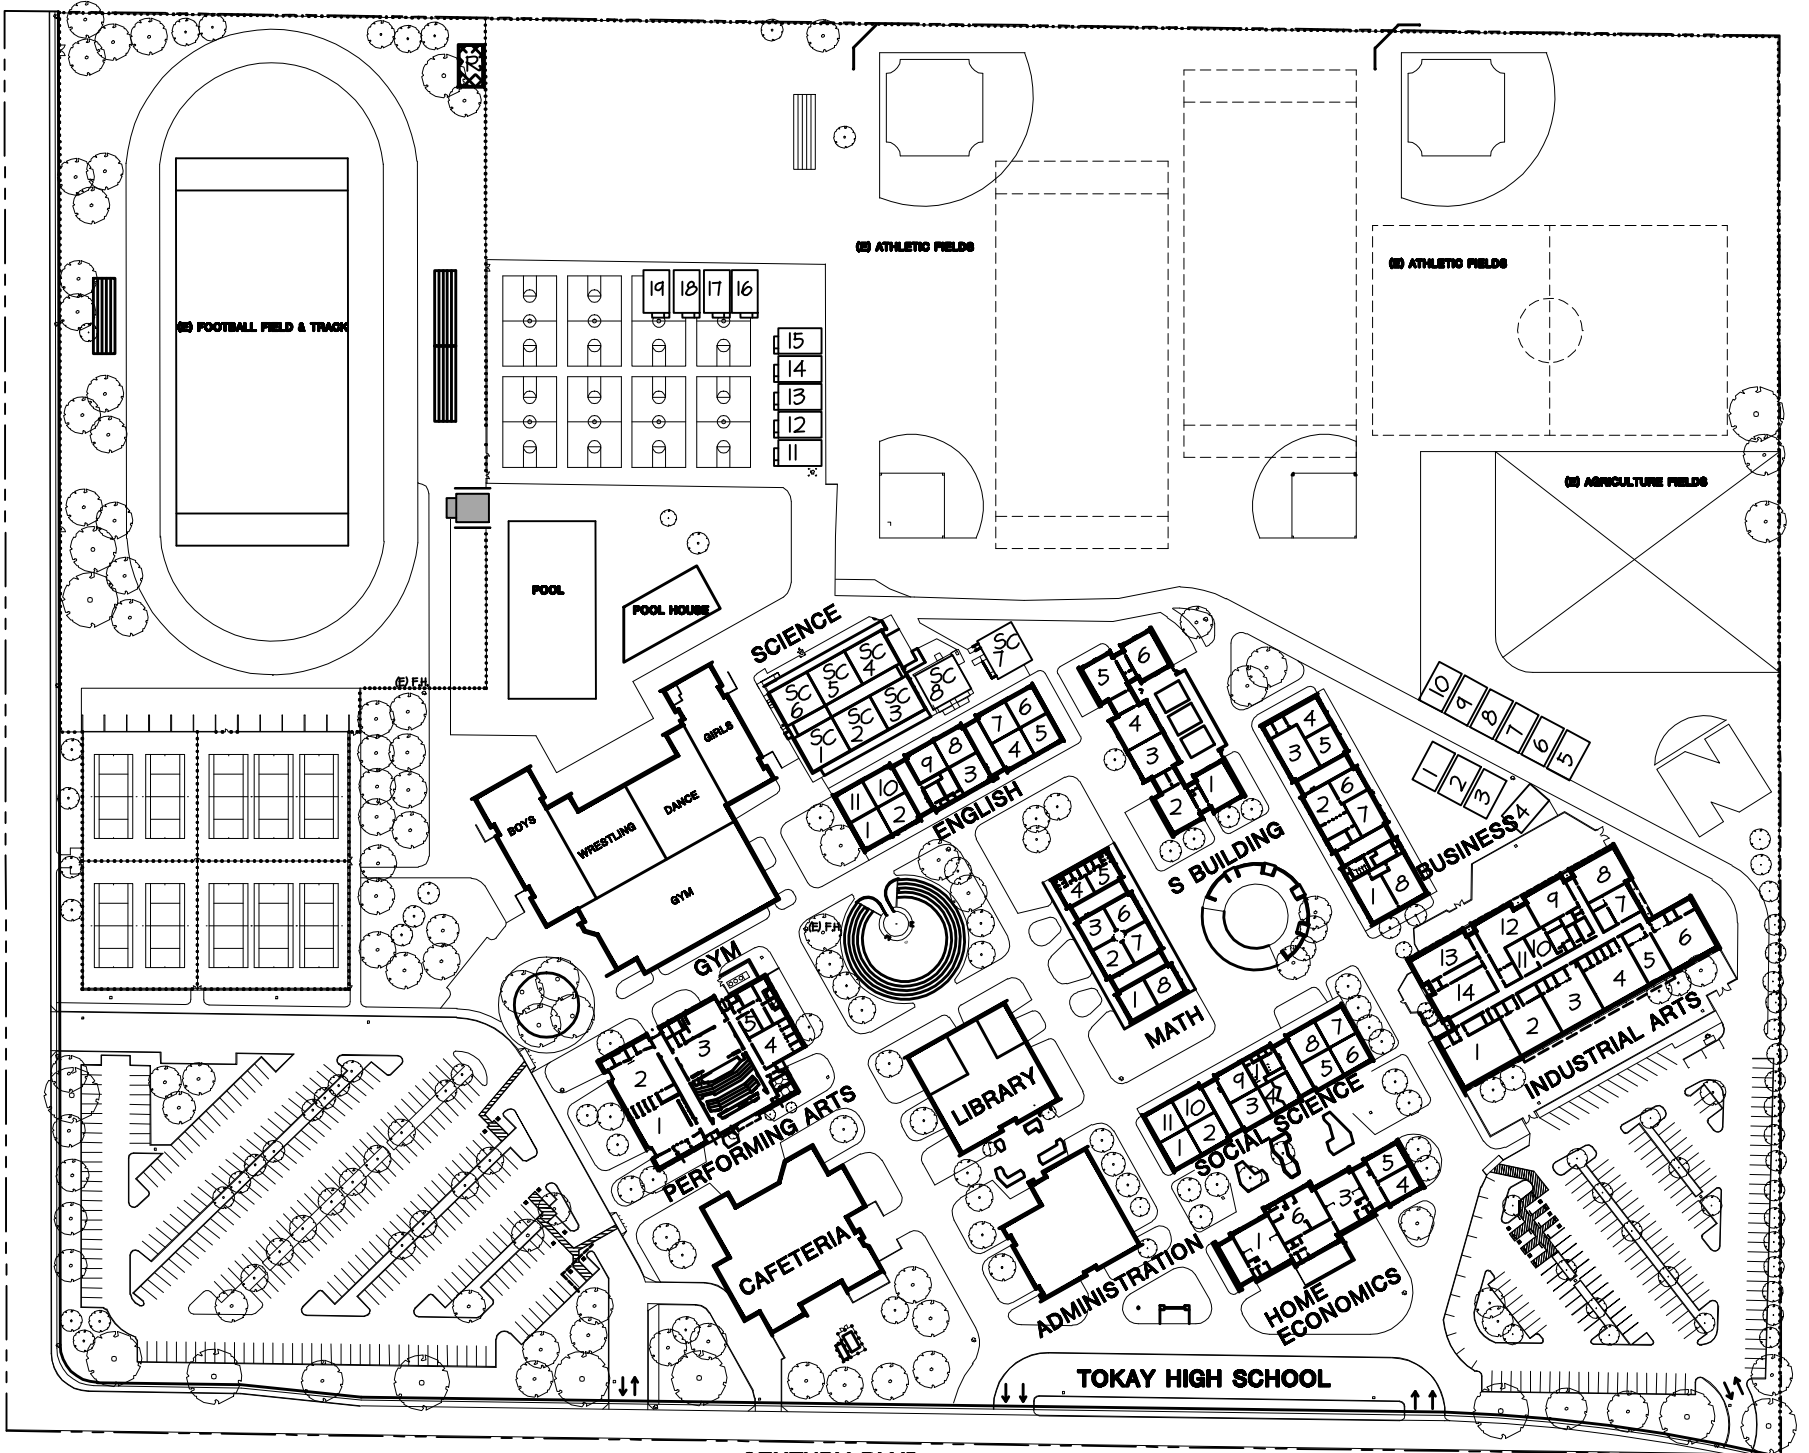 (E) ATHLETIC FIELDS
(E) ATHLETIC FIELDS
19 18 17 16
(E) FOOTBALL FIELD & TRACK
15
14
13
12
11
(E) AGRICULTURE FIELDS
POOL
POOL HOUSE
(E) F.H.
SCIENCE
SC 4
SC 5
SC 6
SC 3
SC 2
SC 1
SC 8
SC 7
ENGLISH
6
7
5
4
8
9
3
10
11
2
1
S BUILDING
6
5
4
3
1
2
10
9
8
7
6
5
1
2
3
4
BUSINESS
4
3
5
6
2
7
1
8
GIRLS
DANCE
WRESTLING
BOYS
GYM
GYM
(E) F.H.
MATH
4
5
3
6
2
7
1
8
INDUSTRIAL ARTS
8
9
7
12
10
11
13
14
6
5
4
3
2
1
PERFORMING ARTS
5
4
3
2
1
LIBRARY
SOCIAL SCIENCE
7
8
6
5
9
3
4
10
11
2
1
CAFETERIA
ADMINISTRATION
HOME
ECONOMICS
5
4
3
6
1
TOKAY HIGH SCHOOL